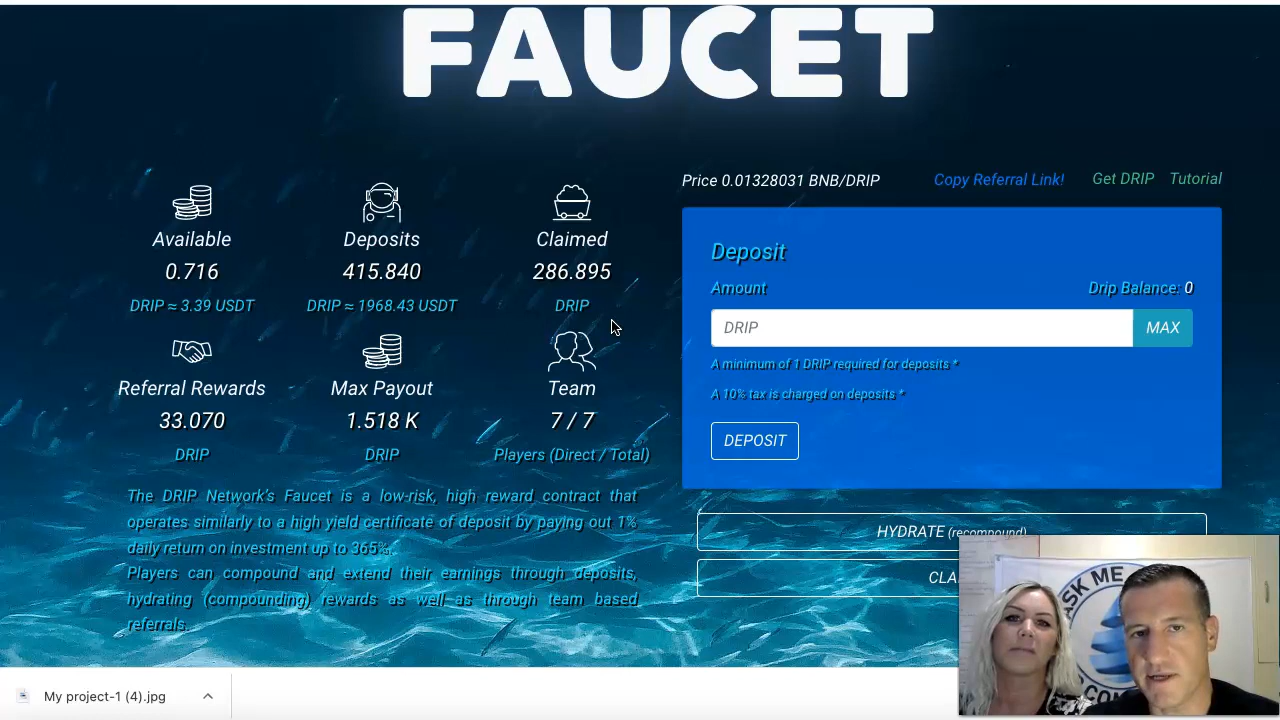 FAUCET
Price 0.01328031 BNB/DRIP
Copy Referral Link!
Get DRIP
Tutorial
Available
0.716
DRIP ≈ 3.39 USDT
Deposits
415.840
DRIP ≈ 1968.43 USDT
Claimed
286.895
DRIP
Referral Rewards
33.070
DRIP
Max Payout
1.518 K
DRIP
Team
7 / 7
Players (Direct / Total)
The DRIP Network's Faucet is a low-risk, high reward contract that
operates similarly to a high yield certificate of deposit by paying out 1%
daily return on investment up to 365%.
Players can compound and extend their earnings through deposits,
hydrating (compounding) rewards as well as through team based
referrals.
Deposit
Amount
Drip Balance: 0
DRIP
MAX
A minimum of 1 DRIP required for deposits *
A 10% tax is charged on deposits *
DEPOSIT
HYDRATE (recompound)
CLA
ASK ME
My project-1 (4).jpg